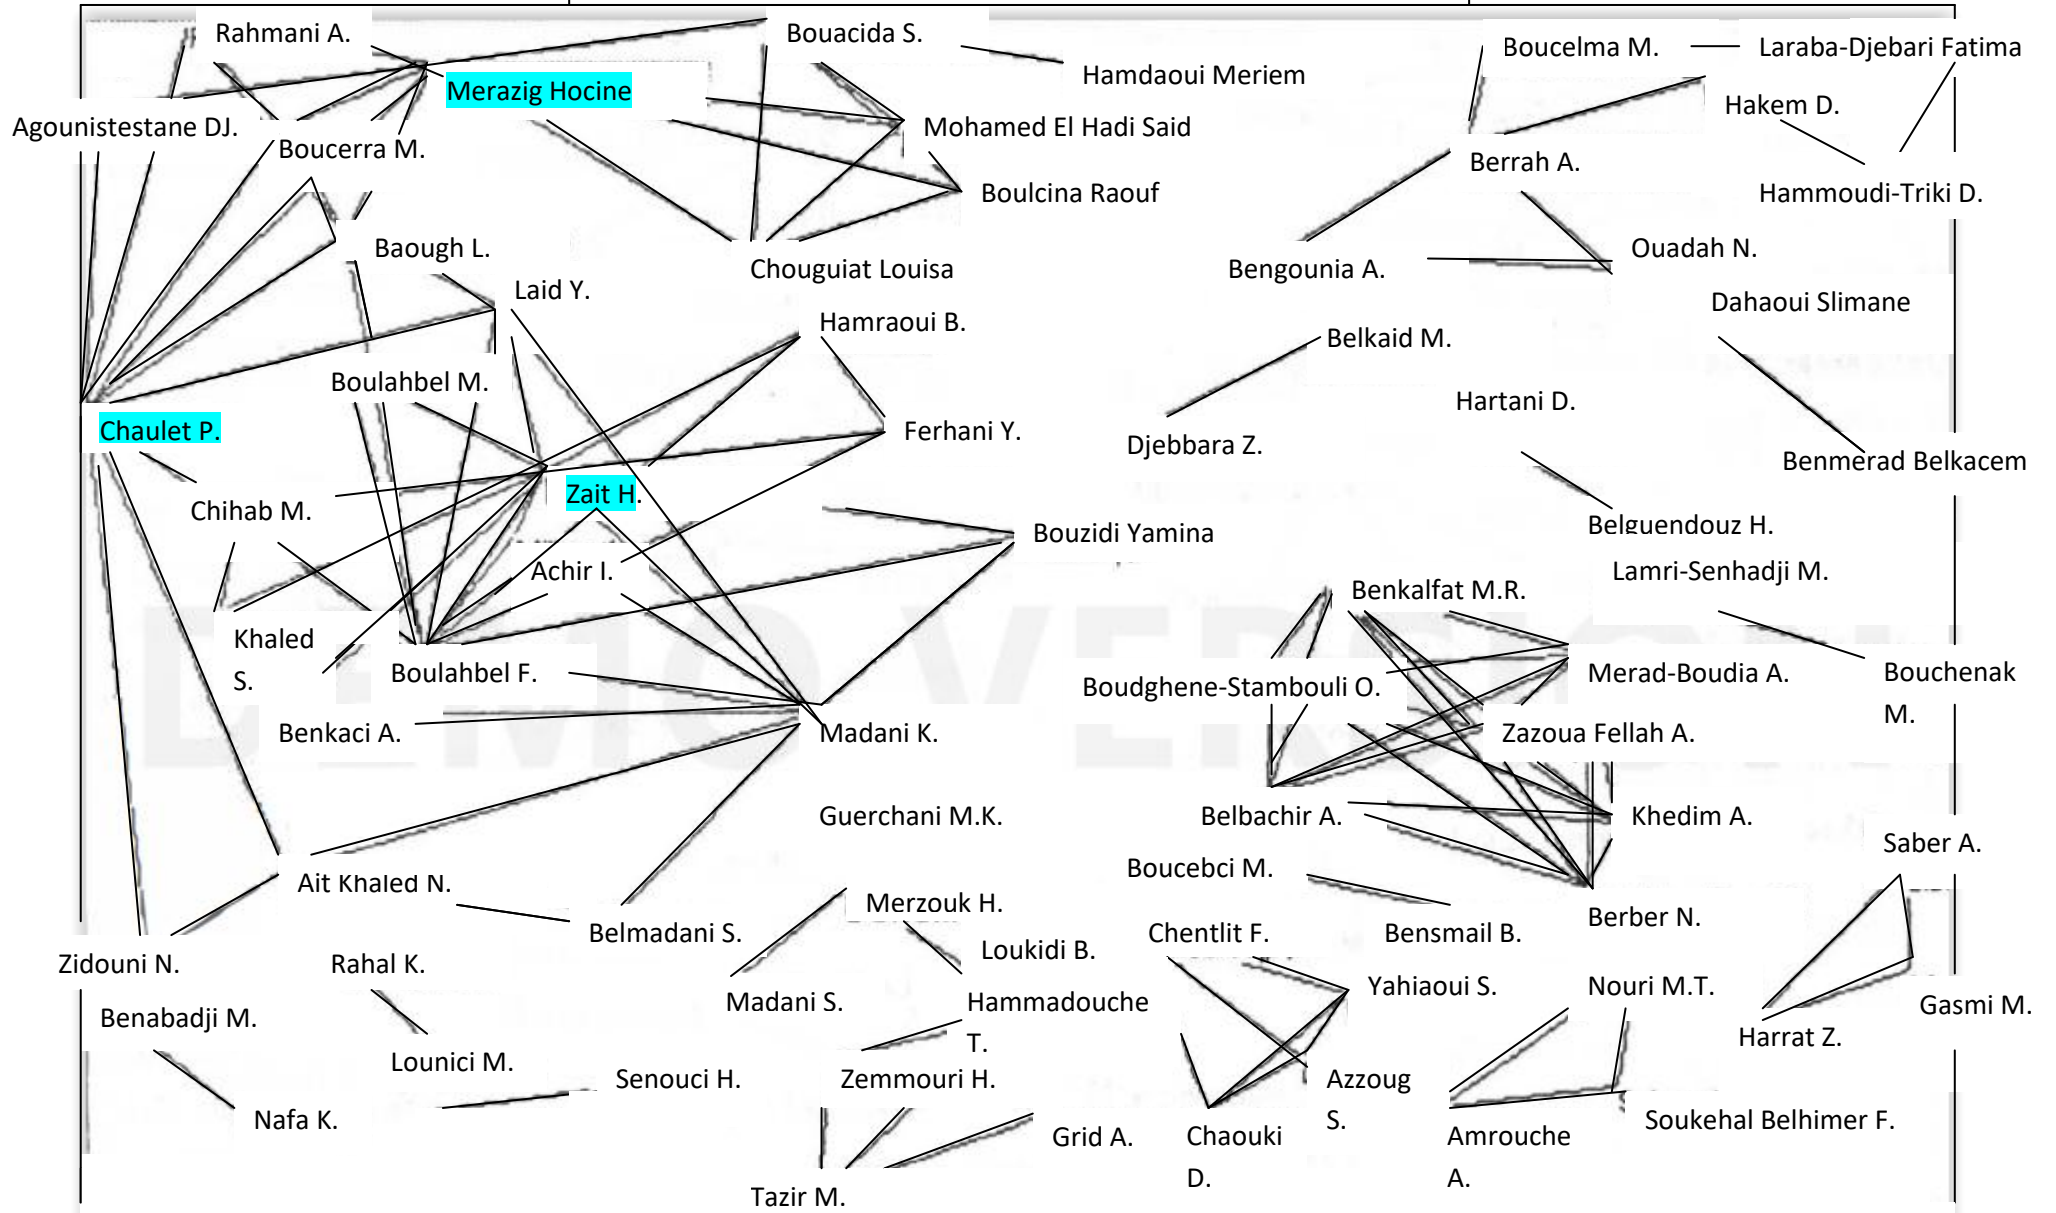 Rahmani A.
Bouacida S.
Boucelma M.
Laraba-Djebari Fatima
Hamdaoui Meriem
Merazig Hocine
Hakem D.
Agounistestane DJ.
Mohamed El Hadi Said
Boucerra M.
Berrah A.
Boulcina Raouf
Hammoudi-Triki D.
Baough L.
Ouadah N.
Chouguiat Louisa
Bengounia A.
Laid Y.
Dahaoui Slimane
Hamraoui B.
Belkaid M.
Boulahbel M.
Hartani D.
Chaulet P.
Ferhani Y.
Djebbara Z.
Benmerad Belkacem
Zait H.
Chihab M.
Belguendouz H.
Bouzidi Yamina
Achir I.
Lamri-Senhadji M.
Benkalfat M.R.
Khaled
S.
Boulahbel F.
Boudghene-Stambouli O.
Merad-Boudia A.
Bouchenak
M.
Benkaci A.
Madani K.
Zazoua Fellah A.
Guerchani M.K.
Belbachir A.
Khedim A.
Saber A.
Boucebci M.
Ait Khaled N.
Merzouk H.
Berber N.
Belmadani S.
Chentlit F.
Bensmail B.
Loukidi B.
Zidouni N.
Rahal K.
Yahiaoui S.
Nouri M.T.
Madani S.
Hammadouche
T.
Gasmi M.
Benabadji M.
Harrat Z.
Lounici M.
Senouci H.
Zemmouri H.
Azzoug
S.
Nafa K.
Soukehal Belhimer F.
Grid A.
Chaouki
D.
Amrouche
A.
Tazir M.
DEMO VERSION